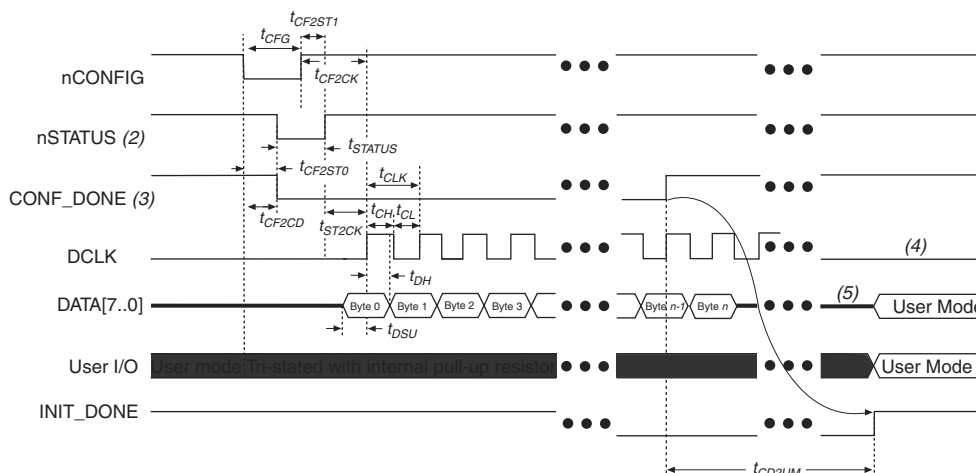 tCF2ST1
tCFG
nCONFIG
tCF2CK
nSTATUS (2)
tSTATUS
tCF2ST0
tCLK
CONF_DONE (3)
tCF2CD
tST2CK
tCH
tCL
DCLK
(4)
tDH
DATA[7..0]
Byte 0
Byte 1
Byte 2
Byte 3
Byte n-1
Byte n
(5)
User Mode
tDSU
User I/O
User mode
Tri-stated with internal pull-up resistor
User Mode
INIT_DONE
tCD2UM